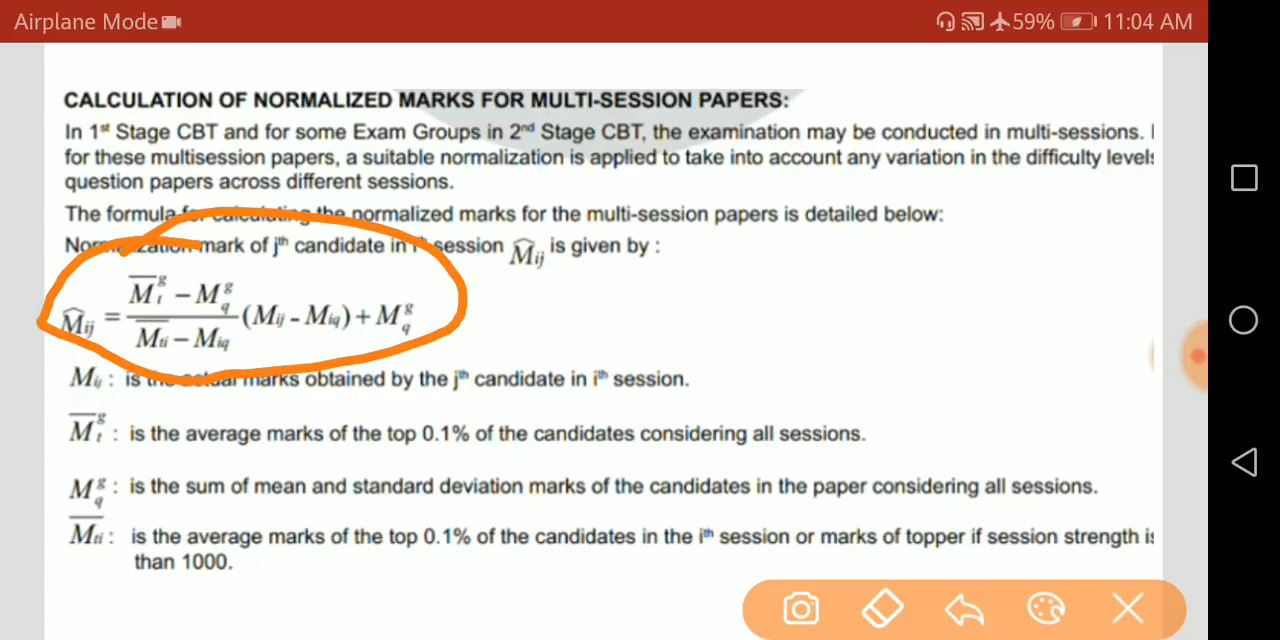 Airplane Mode 59% 11:04 AM
CALCULATION OF NORMALIZED MARKS FOR MULTI-SESSION PAPERS:
In 1st Stage CBT and for some Exam Groups in 2nd Stage CBT, the examination may be conducted in multi-sessions.
for these multisession papers, a suitable normalization is applied to take into account any variation in the difficulty levels
question papers across different sessions.
The formula for calculating the normalized marks for the multi-session papers is detailed below:
Normalization mark of jth candidate in ith session M̂ij is given by :
M̂ij = (M̄tᵍ − Mqᵍ) / (M̄ti − Miq) (Mij - Miq) + Mqᵍ
Mij : is the actual marks obtained by the jth candidate in ith session.
M̄tᵍ : is the average marks of the top 0.1% of the candidates considering all sessions.
Mqᵍ : is the sum of mean and standard deviation marks of the candidates in the paper considering all sessions.
M̄ti : is the average marks of the top 0.1% of the candidates in the ith session or marks of topper if session strength is
than 1000.